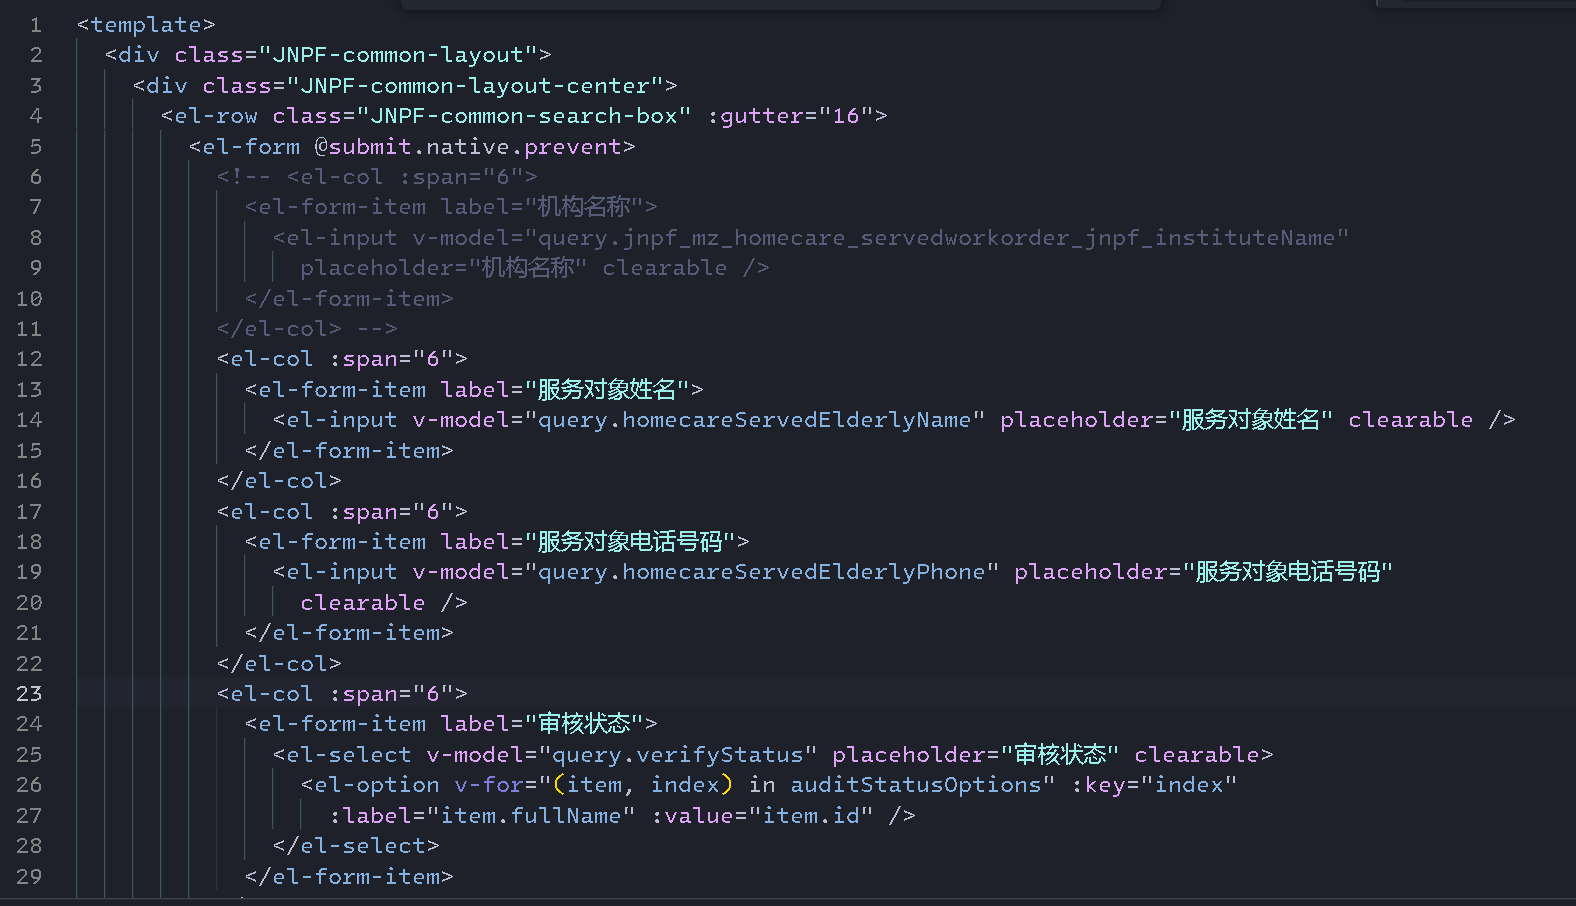 1 <template>
2 <div class="JNPF-common-layout">
3 <div class="JNPF-common-layout-center">
4 <el-row class="JNPF-common-search-box" :gutter="16">
5 <el-form @submit.native.prevent>
6 <!-- <el-col :span="6">
7 <el-form-item label="机构名称">
8 <el-input v-model="query.jnpf_mz_homecare_servedworkorder_jnpf_instituteName"
9 placeholder="机构名称" clearable />
10 </el-form-item>
11 </el-col> -->
12 <el-col :span="6">
13 <el-form-item label="服务对象姓名">
14 <el-input v-model="query.homecareServedElderlyName" placeholder="服务对象姓名" clearable />
15 </el-form-item>
16 </el-col>
17 <el-col :span="6">
18 <el-form-item label="服务对象电话号码">
19 <el-input v-model="query.homecareServedElderlyPhone" placeholder="服务对象电话号码"
20 clearable />
21 </el-form-item>
22 </el-col>
23 <el-col :span="6">
24 <el-form-item label="审核状态">
25 <el-select v-model="query.verifyStatus" placeholder="审核状态" clearable>
26 <el-option v-for="(item, index) in auditStatusOptions" :key="index"
27 :label="item.fullName" :value="item.id" />
28 </el-select>
29 </el-form-item>